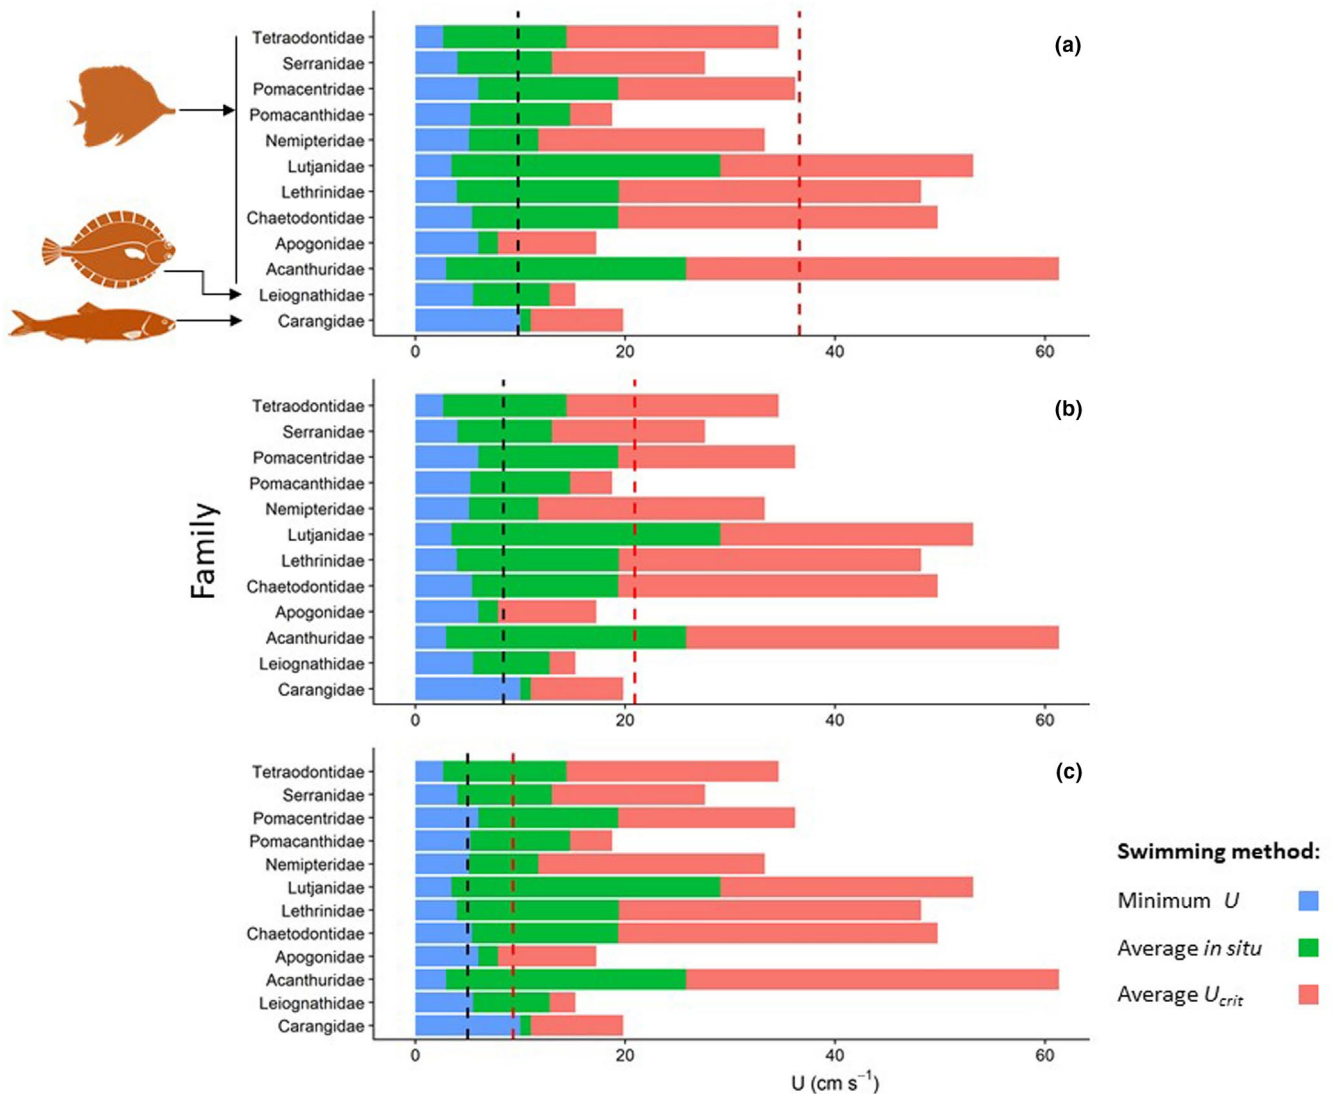 (a)
Tetraodontidae
Serranidae
Pomacentridae
Pomacanthidae
Nemipteridae
Lutjanidae
Lethrinidae
Chaetodontidae
Apogonidae
Acanthuridae
Leiognathidae
Carangidae
0 20 40 60
(b)
Family
Tetraodontidae
Serranidae
Pomacentridae
Pomacanthidae
Nemipteridae
Lutjanidae
Lethrinidae
Chaetodontidae
Apogonidae
Acanthuridae
Leiognathidae
Carangidae
0 20 40 60
(c)
Tetraodontidae
Serranidae
Pomacentridae
Pomacanthidae
Nemipteridae
Lutjanidae
Lethrinidae
Chaetodontidae
Apogonidae
Acanthuridae
Leiognathidae
Carangidae
0 20 40 60
U (cm s⁻¹)
Swimming method:
Minimum U
Average in situ
Average U_crit